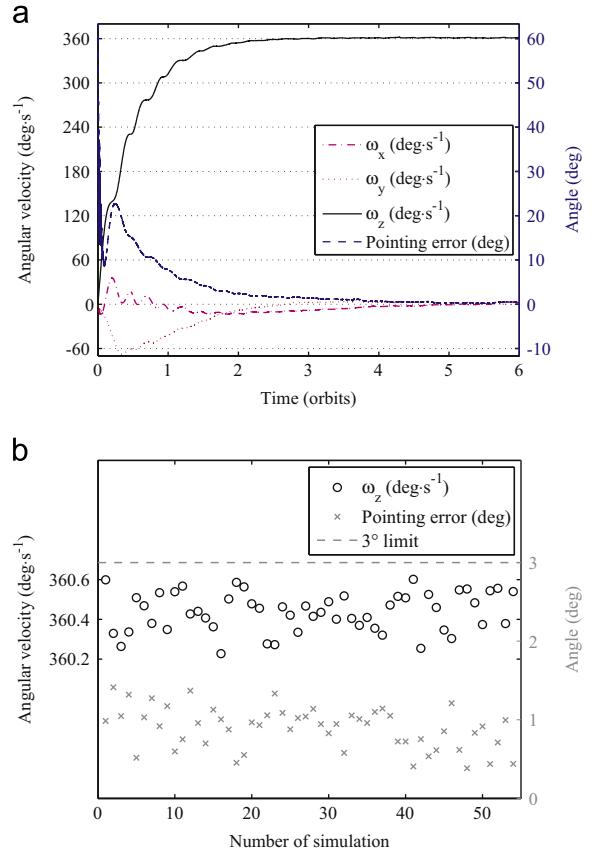 a
360
300
240
180
120
60
0
-60
Angular velocity (deg·s⁻¹)
60
50
40
30
20
10
0
-10
Angle (deg)
ωx (deg·s⁻¹)
ωy (deg·s⁻¹)
ωz (deg·s⁻¹)
Pointing error (deg)
0 1 2 3 4 5 6
Time (orbits)
b
360.6
360.4
360.2
Angular velocity (deg·s⁻¹)
3
2
1
0
Angle (deg)
ωz (deg·s⁻¹)
Pointing error (deg)
3° limit
0 10 20 30 40 50
Number of simulation